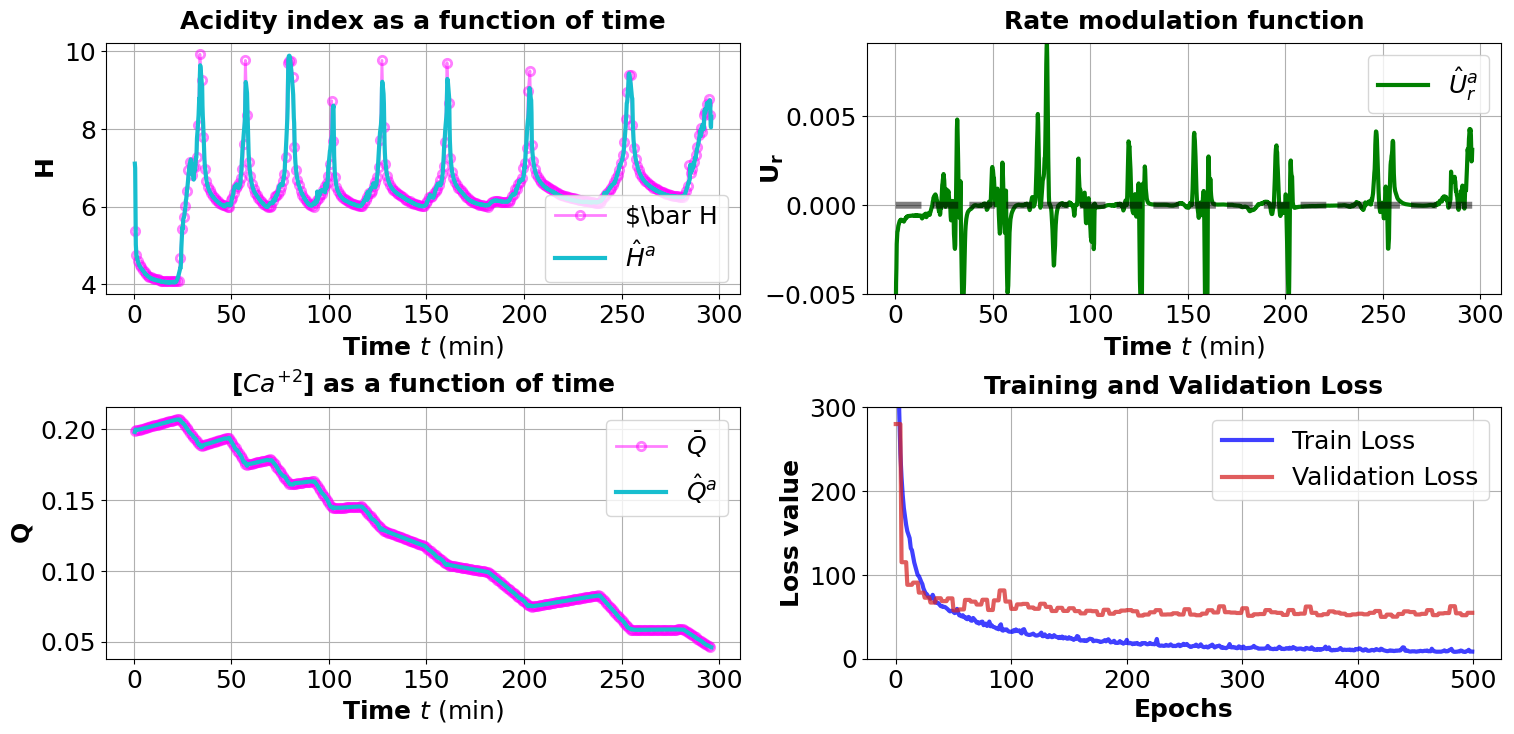 Acidity index as a function of time
H
10
8
6
4
0 50 100 150 200 250 300
Time t (min)
$\bar H
Ĥᵃ
Rate modulation function
Uᵣ
0.005
0.000
−0.005
0 50 100 150 200 250 300
Time t (min)
Ûᵣᵃ
[Ca⁺²] as a function of time
Q
0.20
0.15
0.10
0.05
0 50 100 150 200 250 300
Time t (min)
Q̄
Q̂ᵃ
Training and Validation Loss
Loss value
300
200
100
0
0 100 200 300 400 500
Epochs
Train Loss
Validation Loss